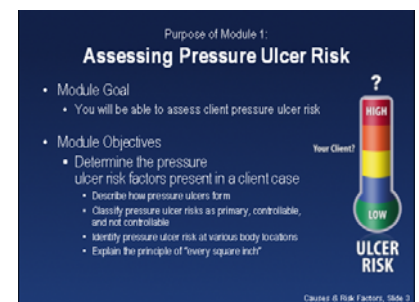 Purpose of Module 1:
Assessing Pressure Ulcer Risk
• Module Goal
• You will be able to assess client pressure ulcer risk
• Module Objectives
▪ Determine the pressure
ulcer risk factors present in a client case
• Describe how pressure ulcers form
• Classify pressure ulcer risks as primary, controllable,
and not controllable
• Identify pressure ulcer risk at various body locations
• Explain the principle of "every square inch"
?
HIGH
Your Client?
LOW
ULCER
RISK
Causes & Risk Factors, Slide 3